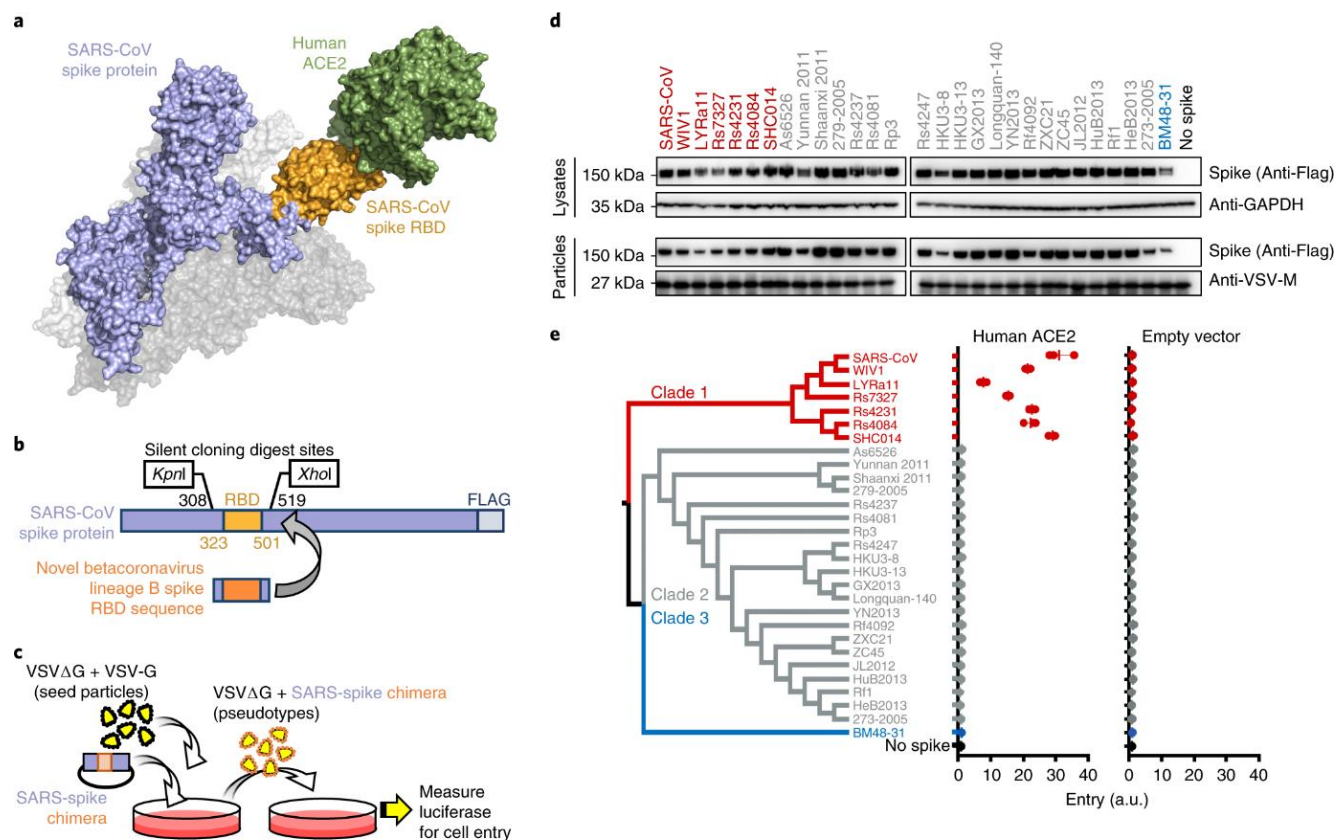 a
SARS-CoV
spike protein
Human
ACE2
SARS-CoV
spike RBD
b
Silent cloning digest sites
KpnI
XhoI
308
RBD
519
FLAG
SARS-CoV
spike protein
323
501
Novel betacoronavirus
lineage B spike
RBD sequence
c
VSVΔG + VSV-G
(seed particles)
VSVΔG + SARS-spike chimera
(pseudotypes)
SARS-spike
chimera
Measure
luciferase
for cell entry
d
SARS-CoV
WIV1
LYRa11
Rs7327
Rs4231
Rs4084
SHC014
As6526
Yunnan 2011
Shaanxi 2011
279-2005
Rs4237
Rs4081
Rp3
Rs4247
HKU3-8
HKU3-13
GX2013
Longquan-140
YN2013
Rf4092
ZXC21
ZC45
JL2012
HuB2013
Rf1
HeB2013
273-2005
BM48-31
No spike
Lysates
150 kDa
Spike (Anti-Flag)
35 kDa
Anti-GAPDH
Particles
150 kDa
Spike (Anti-Flag)
27 kDa
Anti-VSV-M
e
Human ACE2
Empty vector
Clade 1
Clade 2
Clade 3
SARS-CoV
WIV1
LYRa11
Rs7327
Rs4231
Rs4084
SHC014
As6526
Yunnan 2011
Shaanxi 2011
279-2005
Rs4237
Rs4081
Rp3
Rs4247
HKU3-8
HKU3-13
GX2013
Longquan-140
YN2013
Rf4092
ZXC21
ZC45
JL2012
HuB2013
Rf1
HeB2013
273-2005
BM48-31
No spike
0 10 20 30 40
0 10 20 30 40
Entry (a.u.)